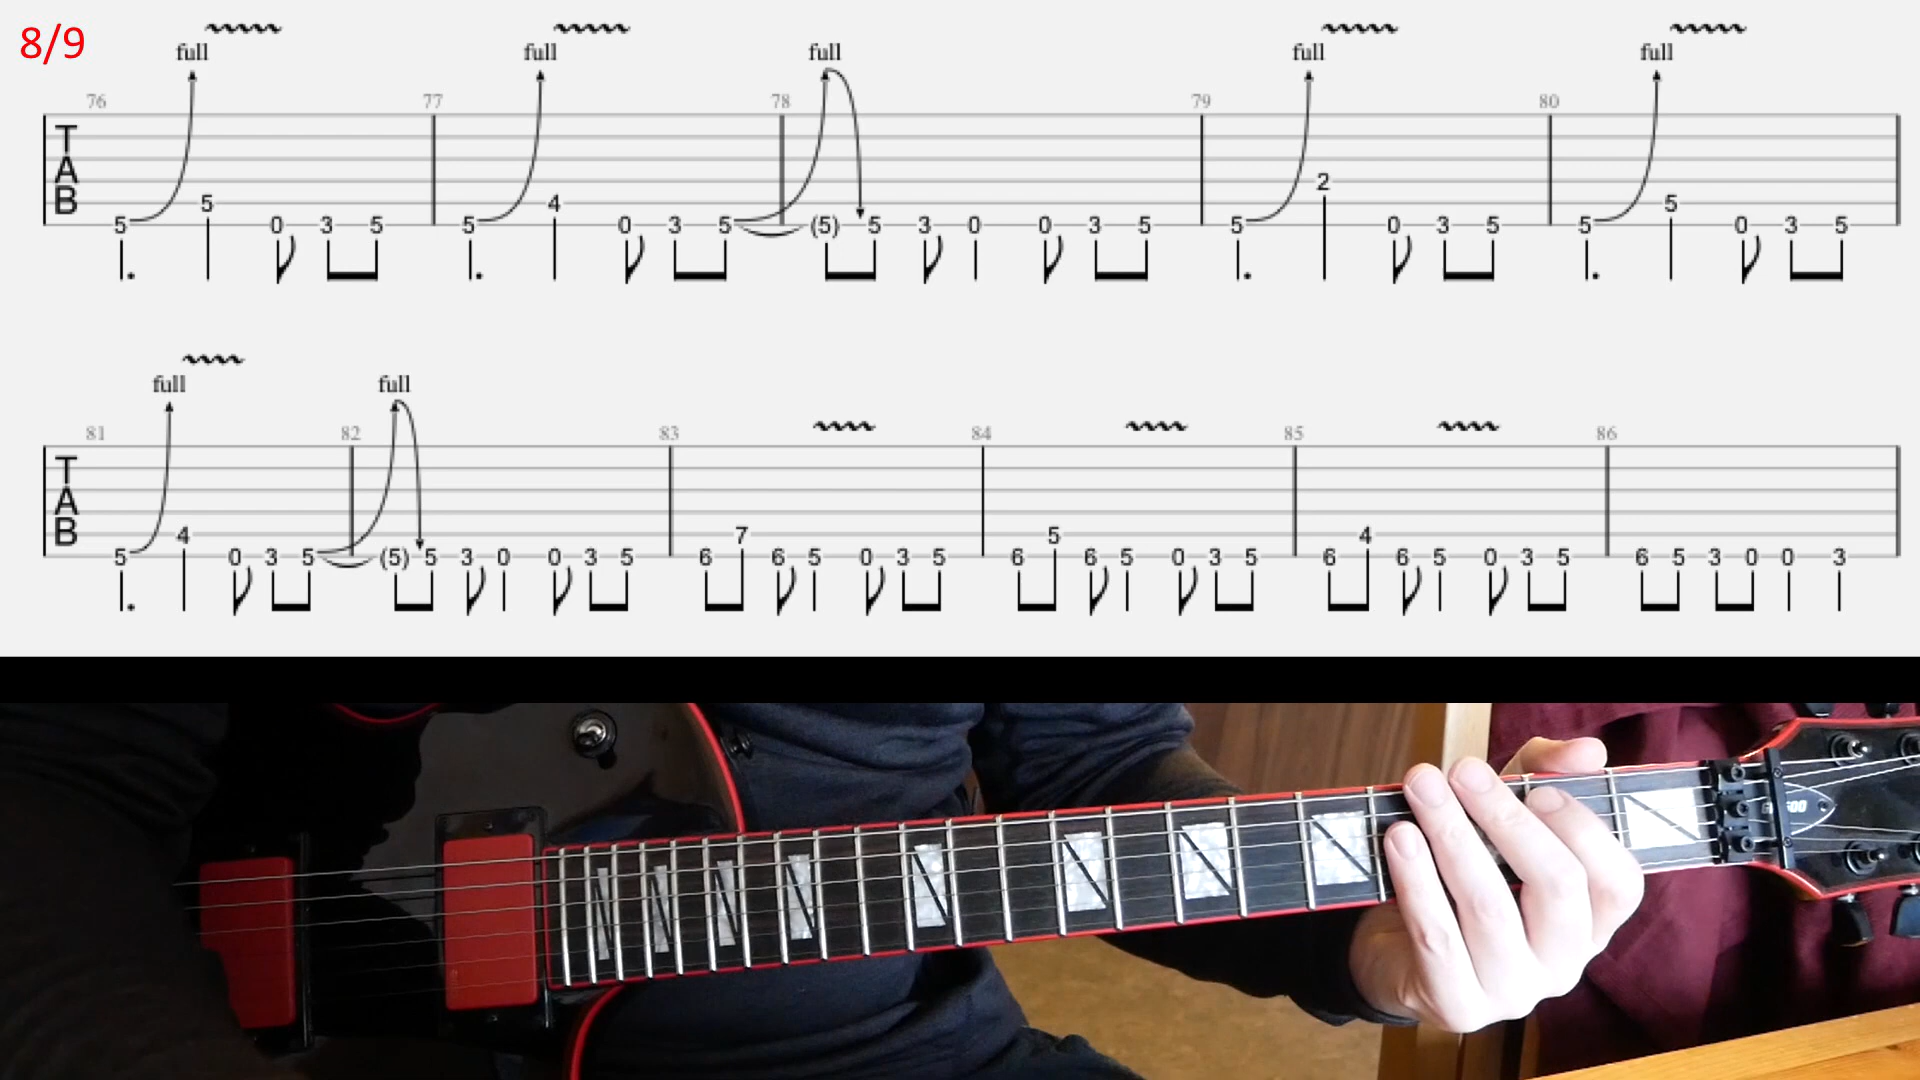 8/9
full full full full full
76 77 78 79 80
T
A
B
2
5 4 5
5 0 3 5 5 0 3 5 (5) 5 3 0 0 3 5 5 0 3 5 5 0 3 5
full full
81 82 83 84 85 86
T
A
B
4 7 5 4
5 0 3 5 (5) 5 3 0 0 3 5 6 6 5 0 3 5 6 6 5 0 3 5 6 6 5 0 3 5 6 5 3 0 0 3